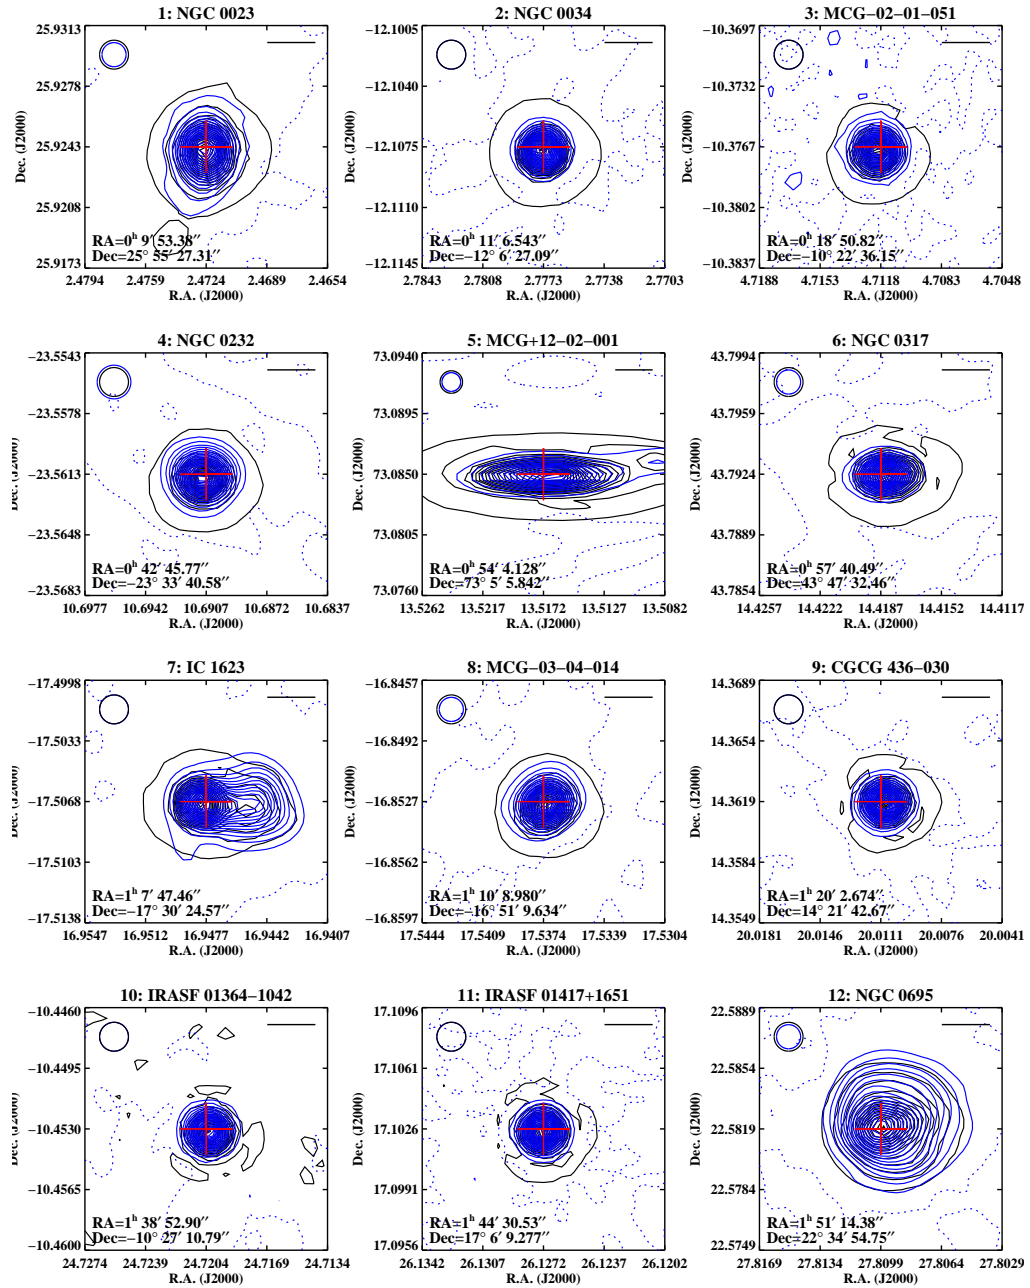 1: NGC 0023
25.9313
25.9278
25.9243
25.9208
25.9173
Dec. (J2000)
RA=0h 9′ 53.38″
Dec=25° 55′ 27.31″
2.4794 2.4759 2.4724 2.4689 2.4654
R.A. (J2000)
2: NGC 0034
−12.1005
−12.1040
−12.1075
−12.1110
−12.1145
Dec. (J2000)
RA=0h 11′ 6.543″
Dec=−12° 6′ 27.09″
2.7843 2.7808 2.7773 2.7738 2.7703
R.A. (J2000)
3: MCG−02−01−051
−10.3697
−10.3732
−10.3767
−10.3802
−10.3837
Dec. (J2000)
RA=0h 18′ 50.82″
Dec=−10° 22′ 36.15″
4.7188 4.7153 4.7118 4.7083 4.7048
R.A. (J2000)
4: NGC 0232
−23.5543
−23.5578
−23.5613
−23.5648
−23.5683
Dec. (J2000)
RA=0h 42′ 45.77″
Dec=−23° 33′ 40.58″
10.6977 10.6942 10.6907 10.6872 10.6837
R.A. (J2000)
5: MCG+12−02−001
73.0940
73.0895
73.0850
73.0805
73.0760
Dec. (J2000)
RA=0h 54′ 4.128″
Dec=73° 5′ 5.842″
13.5262 13.5217 13.5172 13.5127 13.5082
R.A. (J2000)
6: NGC 0317
43.7994
43.7959
43.7924
43.7889
43.7854
Dec. (J2000)
RA=0h 57′ 40.49″
Dec=43° 47′ 32.46″
14.4257 14.4222 14.4187 14.4152 14.4117
R.A. (J2000)
7: IC 1623
−17.4998
−17.5033
−17.5068
−17.5103
−17.5138
Dec. (J2000)
RA=1h 7′ 47.46″
Dec=−17° 30′ 24.57″
16.9547 16.9512 16.9477 16.9442 16.9407
R.A. (J2000)
8: MCG−03−04−014
−16.8457
−16.8492
−16.8527
−16.8562
−16.8597
Dec. (J2000)
RA=1h 10′ 8.980″
Dec=−16° 51′ 9.634″
17.5444 17.5409 17.5374 17.5339 17.5304
R.A. (J2000)
9: CGCG 436−030
14.3689
14.3654
14.3619
14.3584
14.3549
Dec. (J2000)
RA=1h 20′ 2.674″
Dec=14° 21′ 42.67″
20.0181 20.0146 20.0111 20.0076 20.0041
R.A. (J2000)
10: IRASF 01364−1042
−10.4460
−10.4495
−10.4530
−10.4565
−10.4600
Dec. (J2000)
RA=1h 38′ 52.90″
Dec=−10° 27′ 10.79″
24.7274 24.7239 24.7204 24.7169 24.7134
R.A. (J2000)
11: IRASF 01417+1651
17.1096
17.1061
17.1026
17.0991
17.0956
Dec. (J2000)
RA=1h 44′ 30.53″
Dec=17° 6′ 9.277″
26.1342 26.1307 26.1272 26.1237 26.1202
R.A. (J2000)
12: NGC 0695
22.5889
22.5854
22.5819
22.5784
22.5749
Dec. (J2000)
RA=1h 51′ 14.38″
Dec=22° 34′ 54.75″
27.8169 27.8134 27.8099 27.8064 27.8029
R.A. (J2000)